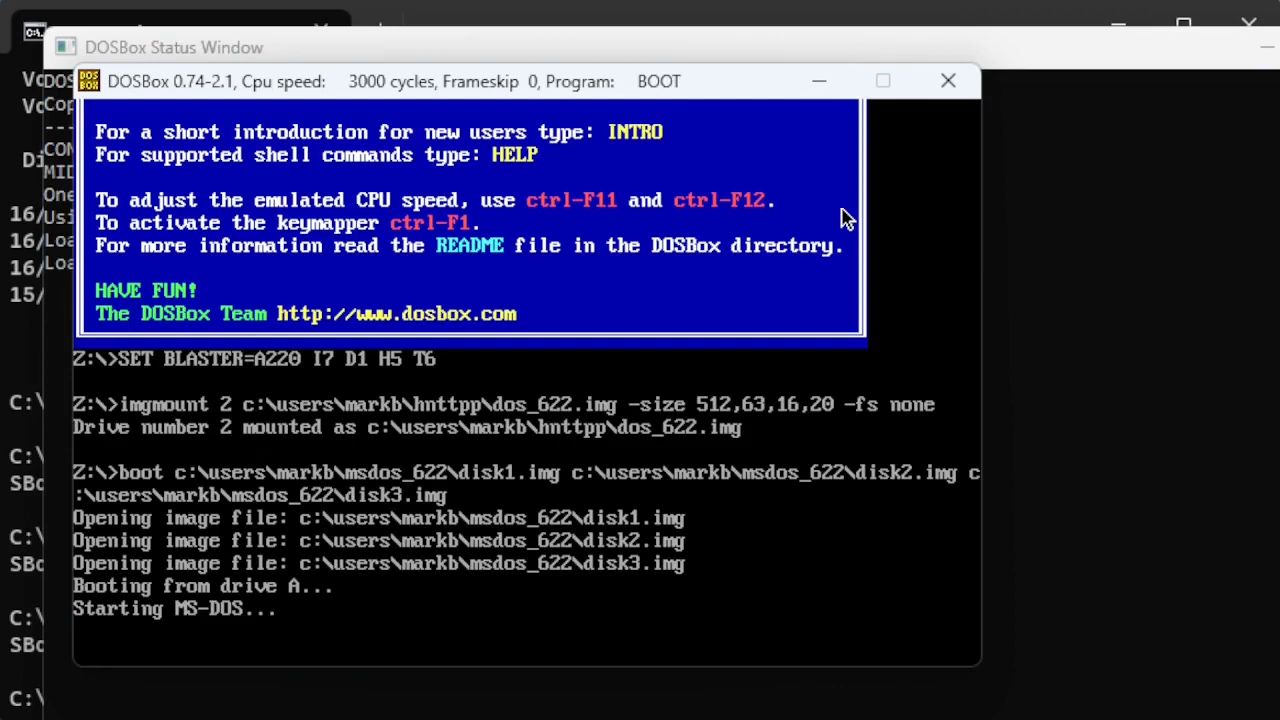 DOSBox Status Window
DOSBox 0.74-2.1, Cpu speed: 3000 cycles, Frameskip 0, Program: BOOT
For a short introduction for new users type: INTRO
For supported shell commands type: HELP
To adjust the emulated CPU speed, use ctrl-F11 and ctrl-F12.
To activate the keymapper ctrl-F1.
For more information read the README file in the DOSBox directory.
HAVE FUN!
The DOSBox Team http://www.dosbox.com
Z:\>SET BLASTER=A220 I7 D1 H5 T6
Z:\>imgmount 2 c:\users\markb\hnttpp\dos_622.img -size 512,63,16,20 -fs none
Drive number 2 mounted as c:\users\markb\hnttpp\dos_622.img
Z:\>boot c:\users\markb\msdos_622\disk1.img c:\users\markb\msdos_622\disk2.img c
:\users\markb\msdos_622\disk3.img
Opening image file: c:\users\markb\msdos_622\disk1.img
Opening image file: c:\users\markb\msdos_622\disk2.img
Opening image file: c:\users\markb\msdos_622\disk3.img
Booting from drive A...
Starting MS-DOS...
16/
16/
16/
15/
C:\
C:\
C:\
C:\
C:\